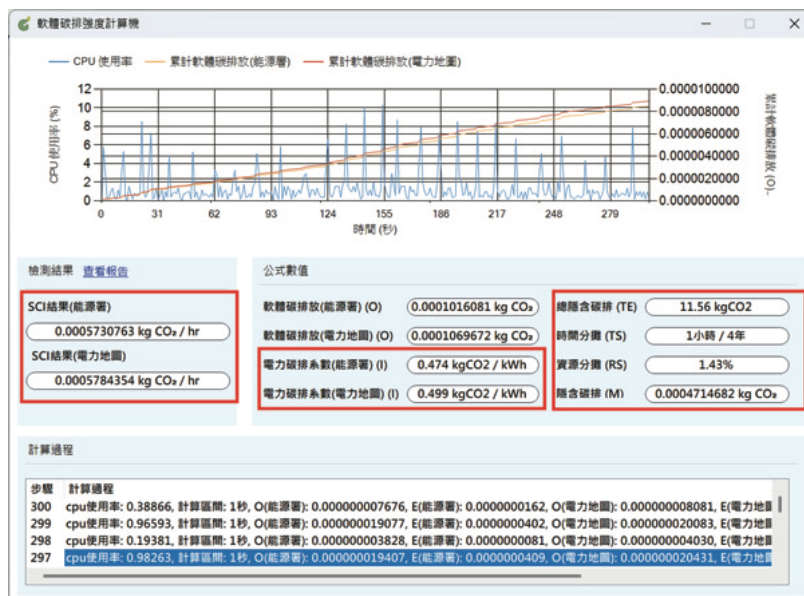 軟體碳排強度計算機
CPU 使用率 累計軟體碳排放(能源署) 累計軟體碳排放(電力地圖)
CPU 使用率 (%)
12
10
8
6
4
2
0
0.0000100000
0.0000080000
0.0000060000
0.0000040000
0.0000020000
0.0000000000
累計軟體碳排放 (O)-
0 31 62 93 124 155 186 217 248 279
時間 (秒)
檢測結果 查看報告
SCI結果(能源署)
0.0005730763 kg CO₂ / hr
SCI結果(電力地圖)
0.0005784354 kg CO₂ / hr
公式數值
軟體碳排放(能源署) (O) 0.0001016081 kg CO₂
軟體碳排放(電力地圖) (O) 0.0001069672 kg CO₂
電力碳排系數(能源署) (I) 0.474 kgCO2 / kWh
電力碳排系數(電力地圖) (I) 0.499 kgCO2 / kWh
總隱含碳排 (TE) 11.56 kgCO2
時間分攤 (TS) 1小時 / 4年
資源分攤 (RS) 1.43%
隱含碳排 (M) 0.0004714682 kg CO₂
計算過程
步驟 計算過程
300 cpu使用率: 0.38866, 計算區間: 1秒, O(能源署): 0.000000007676, E(能源署): 0.0000000162, O(電力地圖): 0.000000008081, E(電力地圖
299 cpu使用率: 0.96593, 計算區間: 1秒, O(能源署): 0.000000019077, E(能源署): 0.0000000402, O(電力地圖): 0.000000020083, E(電力地圖
298 cpu使用率: 0.19381, 計算區間: 1秒, O(能源署): 0.000000003828, E(能源署): 0.0000000081, O(電力地圖): 0.000000004030, E(電力地圖
297 cpu使用率: 0.98263, 計算區間: 1秒, O(能源署): 0.000000019407, E(能源署): 0.0000000409, O(電力地圖): 0.000000020431, E(電力地圖